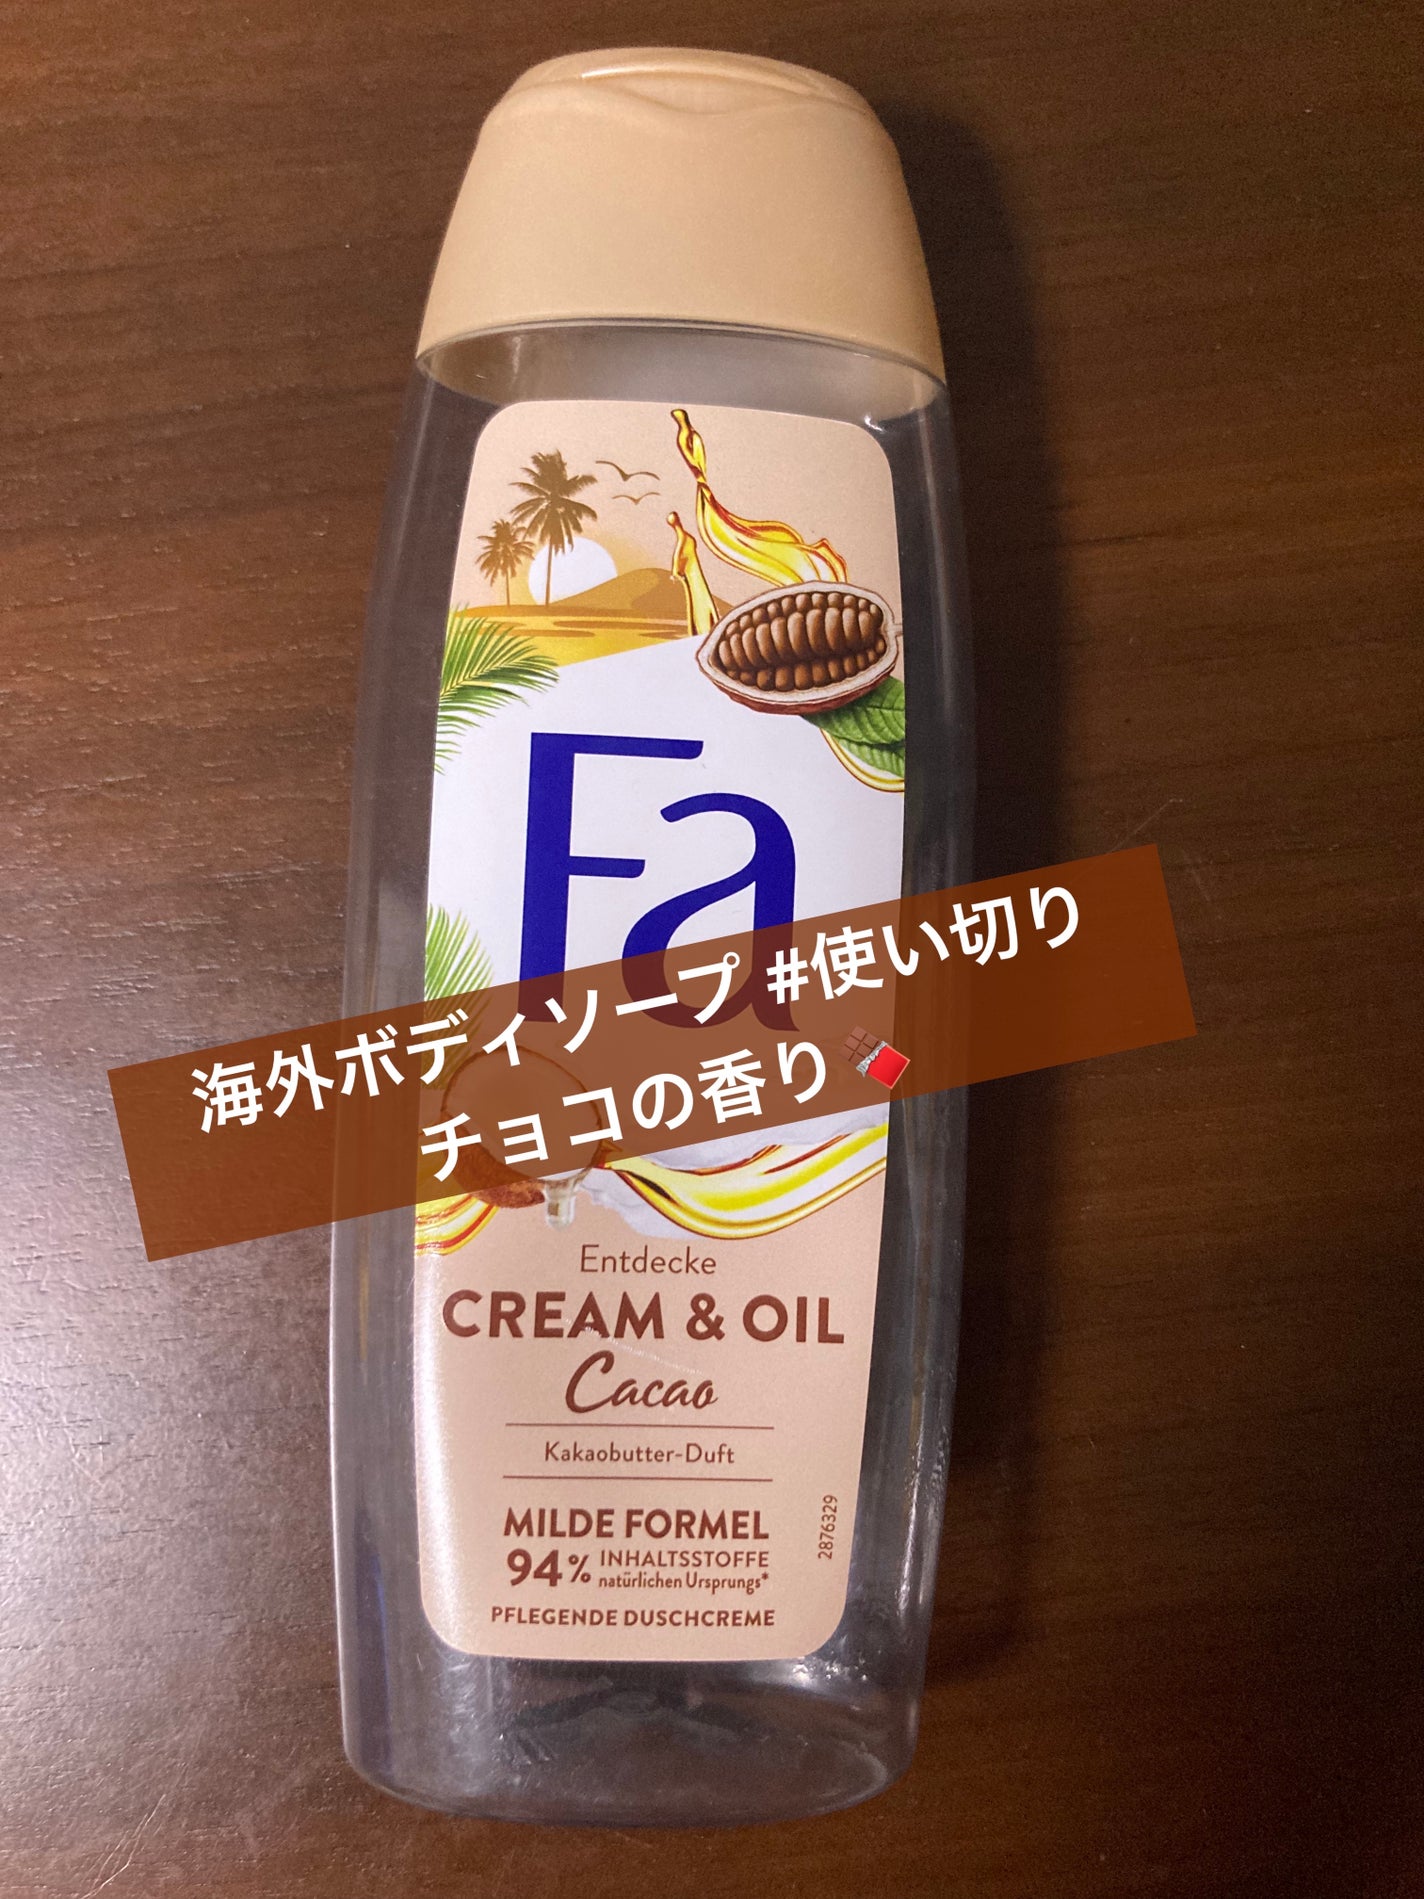 Fa
海外ボディソープ #使い切り
チョコの香り🍫
Entdecke
CREAM & OIL
Cacao
Kakaobutter-Duft
MILDE FORMEL
94% INHALTSSTOFFE
natürlichen Ursprungs*
PFLEGENDE DUSCHCREME
2876329